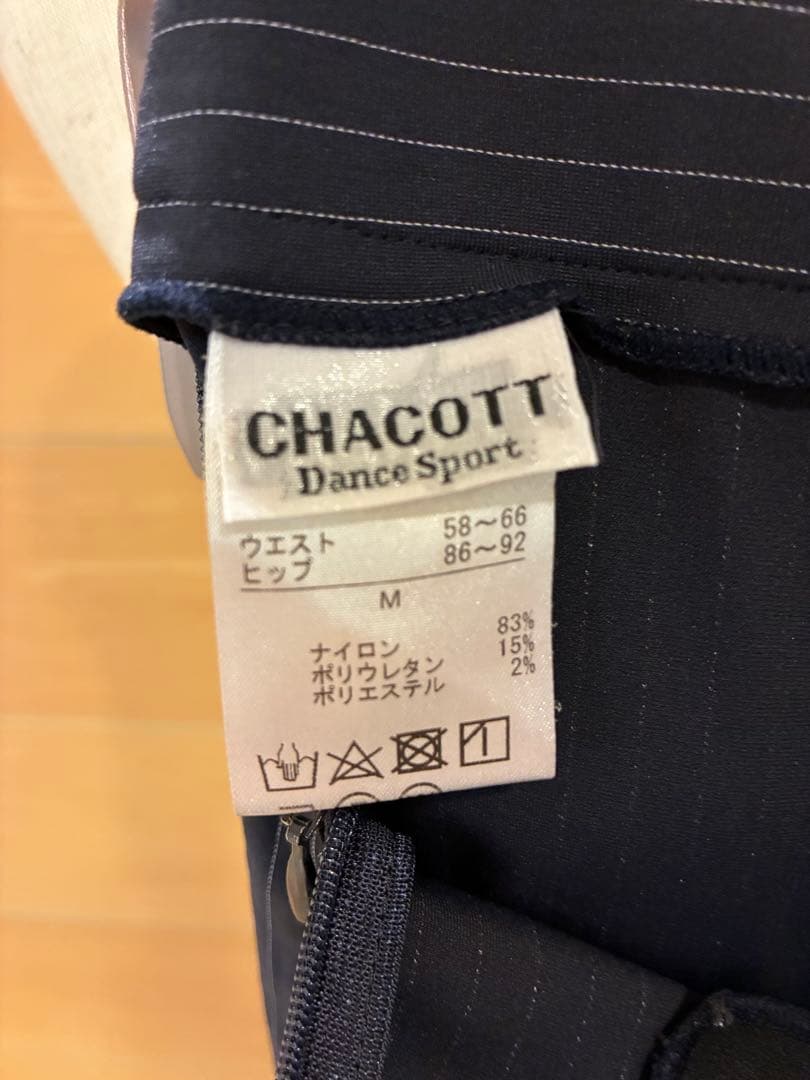 CHACOTT
Dance Sport
ウエスト 58～66
ヒップ 86～92
M
ナイロン 83%
ポリウレタン 15%
ポリエステル 2%